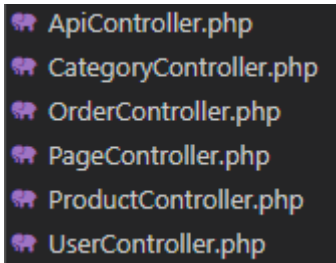 ApiController.php
CategoryController.php
OrderController.php
PageController.php
ProductController.php
UserController.php